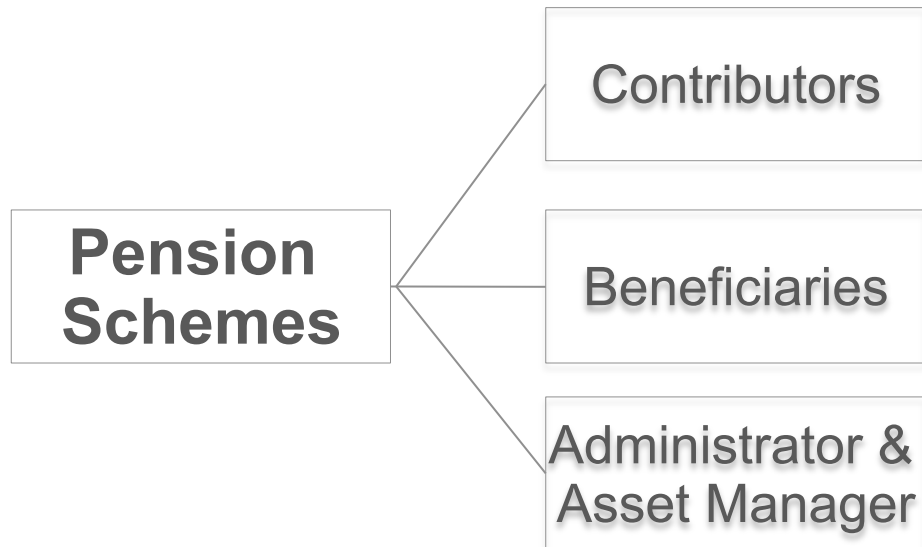 Contributors
Pension
Schemes
Beneficiaries
Administrator &
Asset Manager